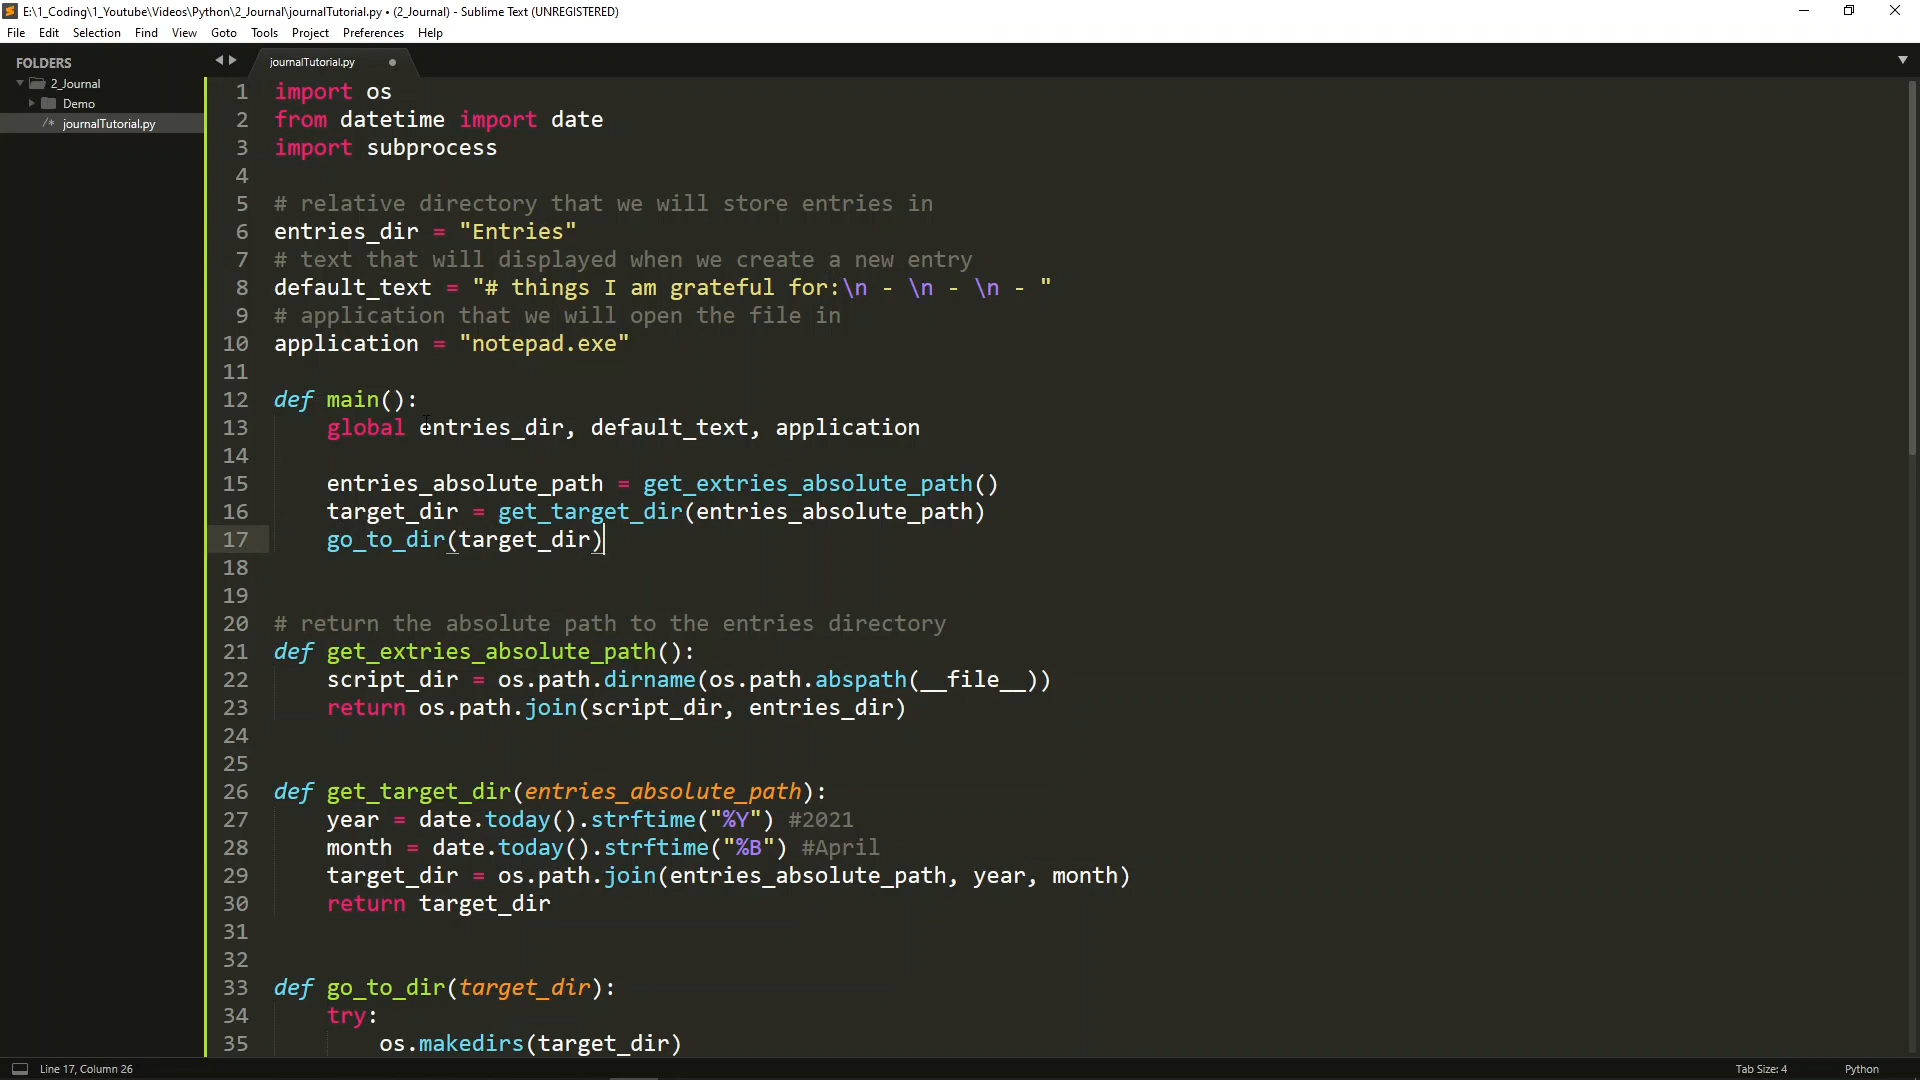 E:\1_Coding\1_Youtube\Videos\Python\2_Journal\journalTutorial.py • (2_Journal) - Sublime Text (UNREGISTERED)
File Edit Selection Find View Goto Tools Project Preferences Help
FOLDERS
2_Journal
Demo
/* journalTutorial.py
journalTutorial.py
1 import os
2 from datetime import date
3 import subprocess
4
5 # relative directory that we will store entries in
6 entries_dir = "Entries"
7 # text that will displayed when we create a new entry
8 default_text = "# things I am grateful for:\n - \n - \n - "
9 # application that we will open the file in
10 application = "notepad.exe"
11
12 def main():
13     global entries_dir, default_text, application
14
15     entries_absolute_path = get_extries_absolute_path()
16     target_dir = get_target_dir(entries_absolute_path)
17     go_to_dir(target_dir)
18
19
20 # return the absolute path to the entries directory
21 def get_extries_absolute_path():
22     script_dir = os.path.dirname(os.path.abspath(__file__))
23     return os.path.join(script_dir, entries_dir)
24
25
26 def get_target_dir(entries_absolute_path):
27     year = date.today().strftime("%Y") #2021
28     month = date.today().strftime("%B") #April
29     target_dir = os.path.join(entries_absolute_path, year, month)
30     return target_dir
31
32
33 def go_to_dir(target_dir):
34     try:
35         os.makedirs(target_dir)
Line 17, Column 26
Tab Size: 4
Python